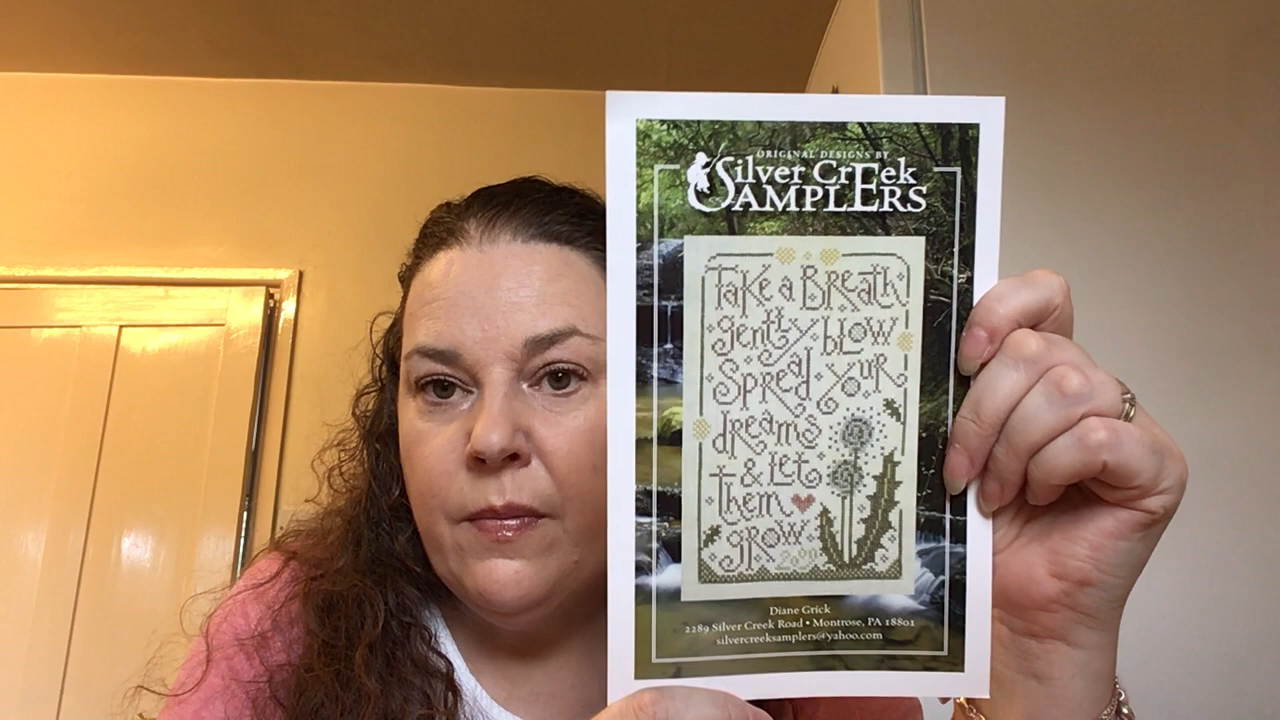 ORIGINAL DESIGNS BY
Silver CrEek
SAMPLERS
Take a Breath
gently blow
Spread your
dreams
& let
them
grow
2099
Diane Grick
2289 Silver Creek Road • Montrose, PA 18801
silvercreeksamplers@yahoo.com